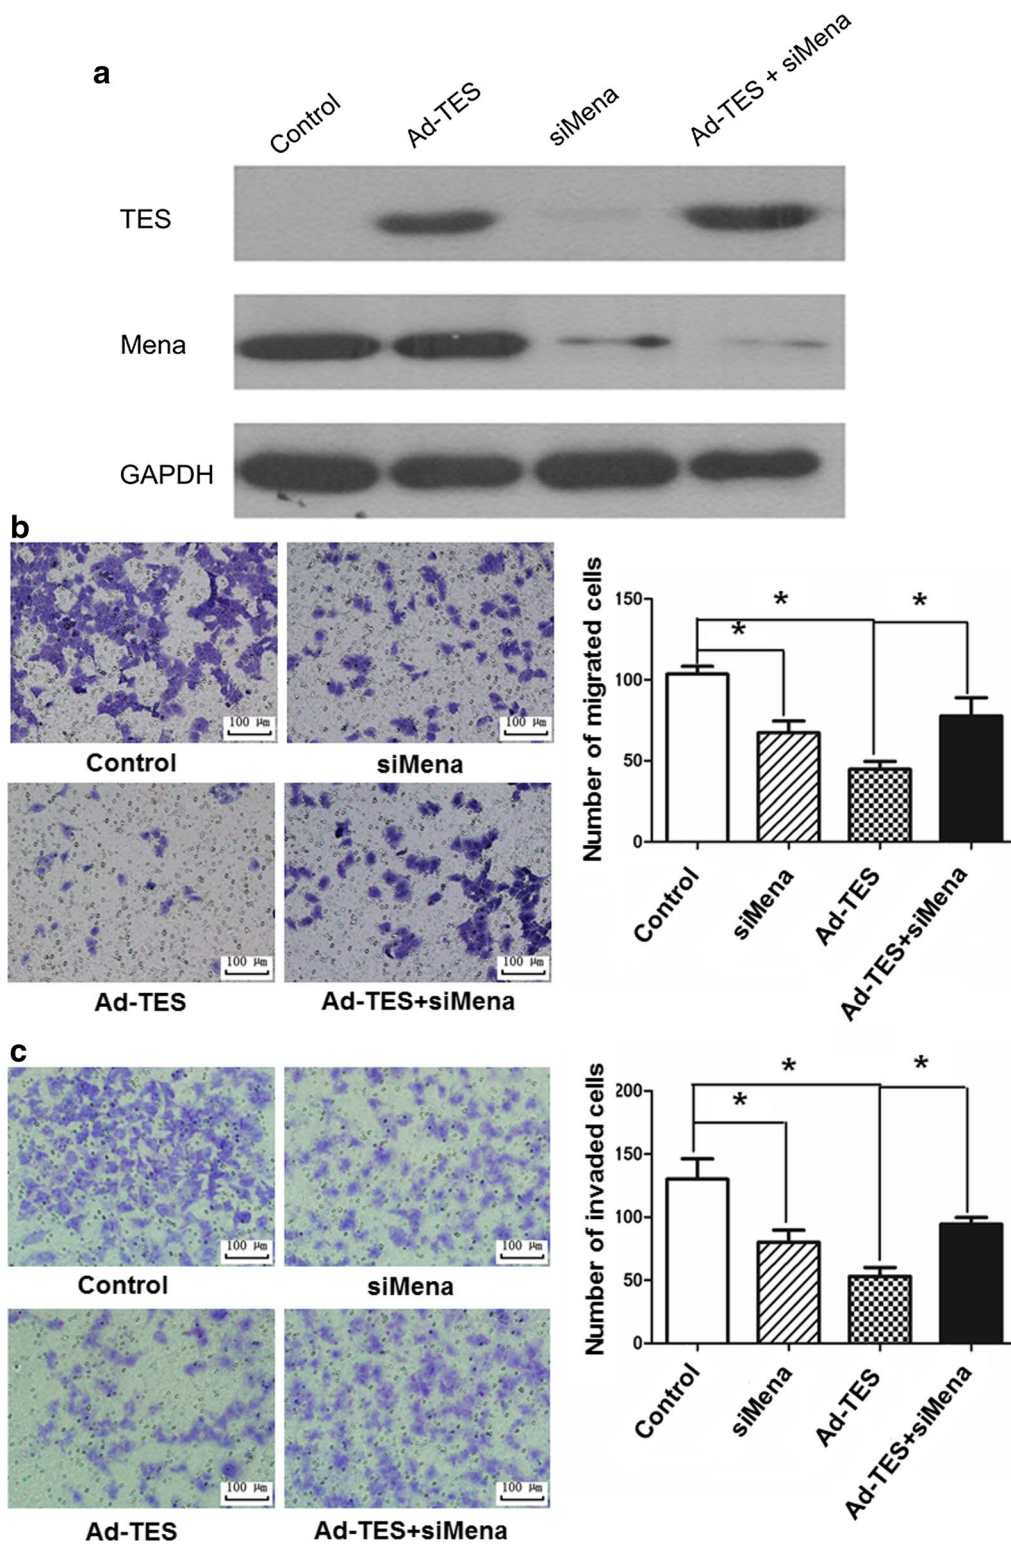 a
Control
Ad-TES
siMena
Ad-TES + siMena
TES
Mena
GAPDH
b
100 μm
Control
100 μm
siMena
100 μm
Ad-TES
100 μm
Ad-TES+siMena
Number of migrated cells
150
100
50
0
*
*
*
Control
siMena
Ad-TES
Ad-TES+siMena
c
100 μm
Control
100 μm
siMena
100 μm
Ad-TES
100 μm
Ad-TES+siMena
Number of invaded cells
200
150
100
50
0
*
*
*
Control
siMena
Ad-TES
Ad-TES+siMena